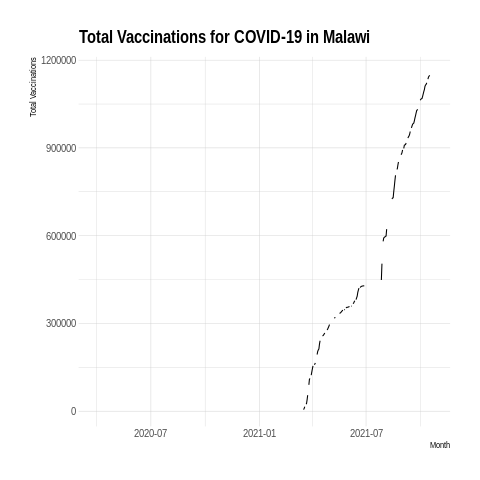 Total Vaccinations for COVID-19 in Malawi
Total Vaccinations
1200000
900000
600000
300000
0
2020-07
2021-01
2021-07
Month